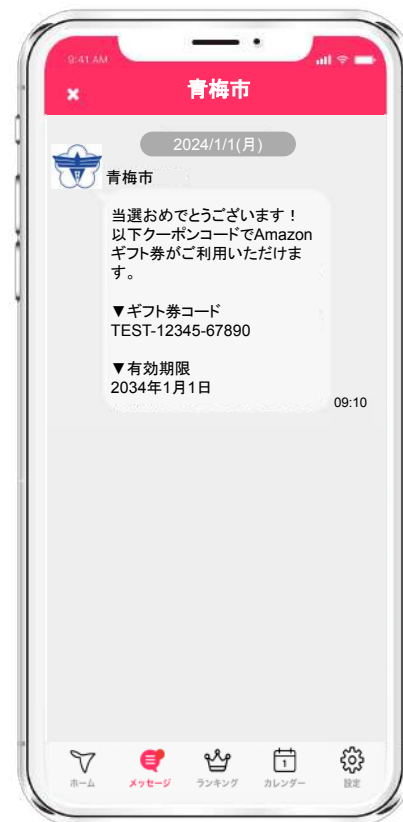 9:41 AM
青梅市
2024/1/1(月)
青梅市
当選おめでとうございます！
以下クーポンコードでAmazon
ギフト券がご利用いただけま
す。
▼ギフト券コード
TEST-12345-67890
▼有効期限
2034年1月1日
09:10
1
ホーム
メッセージ
ランキング
カレンダー
設定